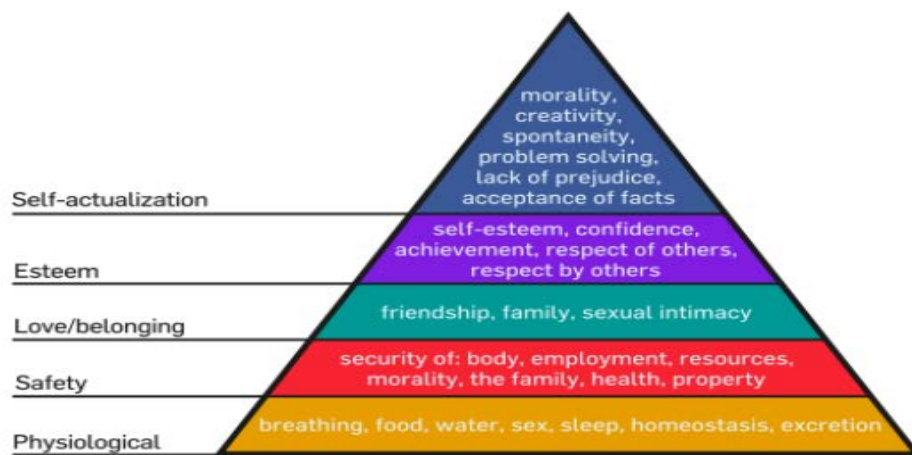 morality,
creativity,
spontaneity,
problem solving,
lack of prejudice,
acceptance of facts
Self-actualization
self-esteem, confidence,
achievement, respect of others,
respect by others
Esteem
friendship, family, sexual intimacy
Love/belonging
security of: body, employment, resources,
morality, the family, health, property
Safety
breathing, food, water, sex, sleep, homeostasis, excretion
Physiological